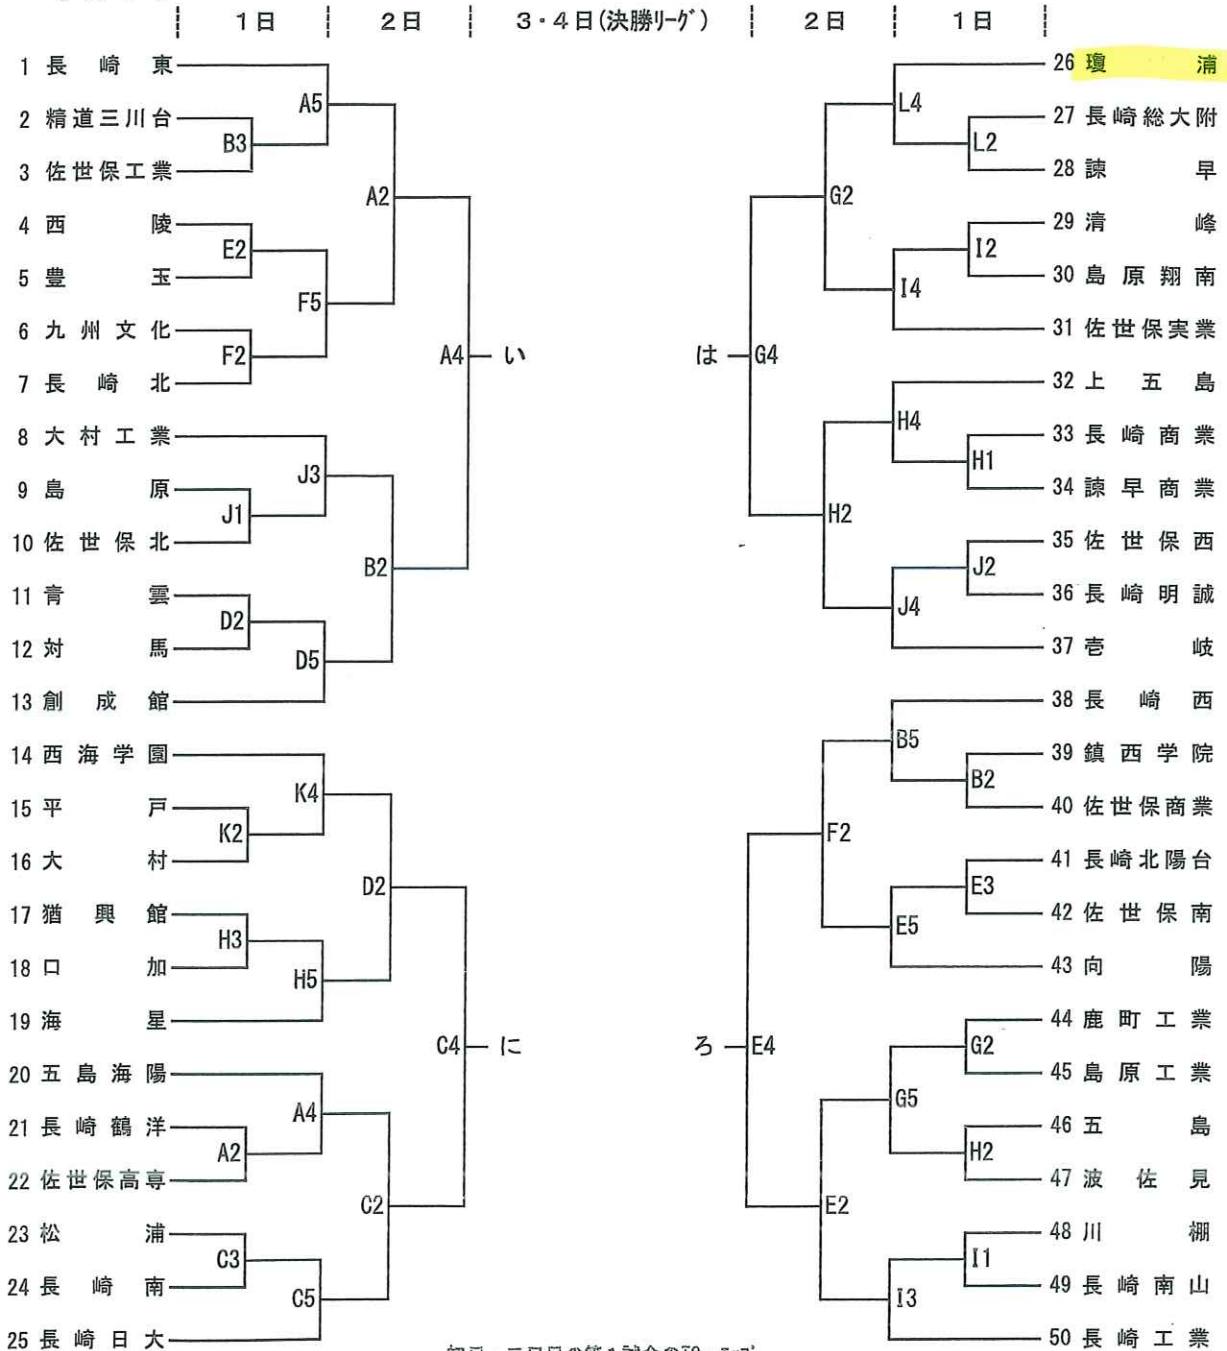 1日 2日 3・4日(決勝リーグ) 2日 1日
1 長崎東
A5
2 精道三川台
B3
3 佐世保工業
A2
4 西陵
E2
5 豊玉
F5
6 九州文化
F2
7 長崎北
A4 い
8 大村工業
J3
9 島原
J1
10 佐世保北
B2
11 青雲
D2
12 対馬
D5
13 創成館
14 西海学園
K4
15 平戸
K2
16 大村
D2
17 猶興館
H3
18 口加
H5
19 海星
C4 に
20 五島海陽
A4
21 長崎鶴洋
A2
22 佐世保高専
C2
23 松浦
C3
24 長崎南
C5
25 長崎日大
26 瓊浦
L4
27 長崎総大附
L2
28 諫早
G2
29 清峰
I2
30 島原翔南
I4
31 佐世保実業
は G4
32 上五島
H4
33 長崎商業
H1
34 諫早商業
H2
35 佐世保西
J2
36 長崎明誠
J4
37 壱岐
38 長崎西
B5
39 鎮西学院
B2
40 佐世保商業
F2
41 長崎北陽台
E3
42 佐世保南
E5
43 向陽
ろ E4
44 鹿町工業
G2
45 島原工業
G5
46 五島
H2
47 波佐見
E2
48 川棚
I1
49 長崎南山
I3
50 長崎工業